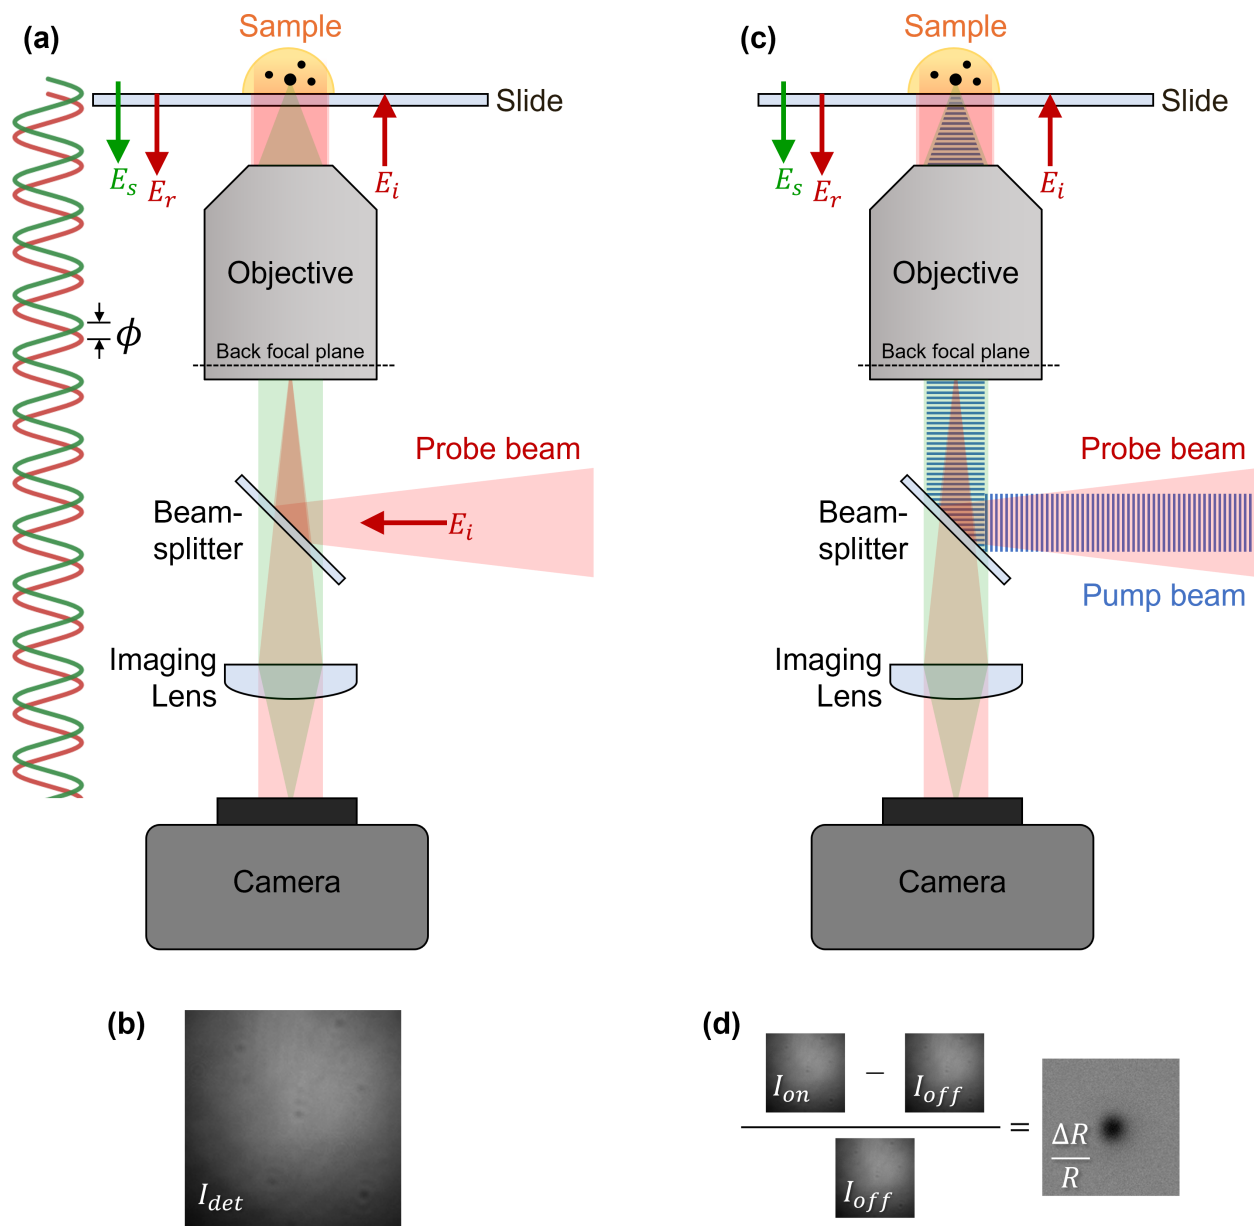 (a)
Sample
Slide
E_s
E_r
E_i
Objective
ϕ
Back focal plane
Probe beam
E_i
Beam-
splitter
Imaging
Lens
Camera
(b)
I_det
(c)
Sample
Slide
E_s
E_r
E_i
Objective
Back focal plane
Probe beam
Beam-
splitter
Pump beam
Imaging
Lens
Camera
(d)
I_on − I_off
I_off
=
ΔR
R